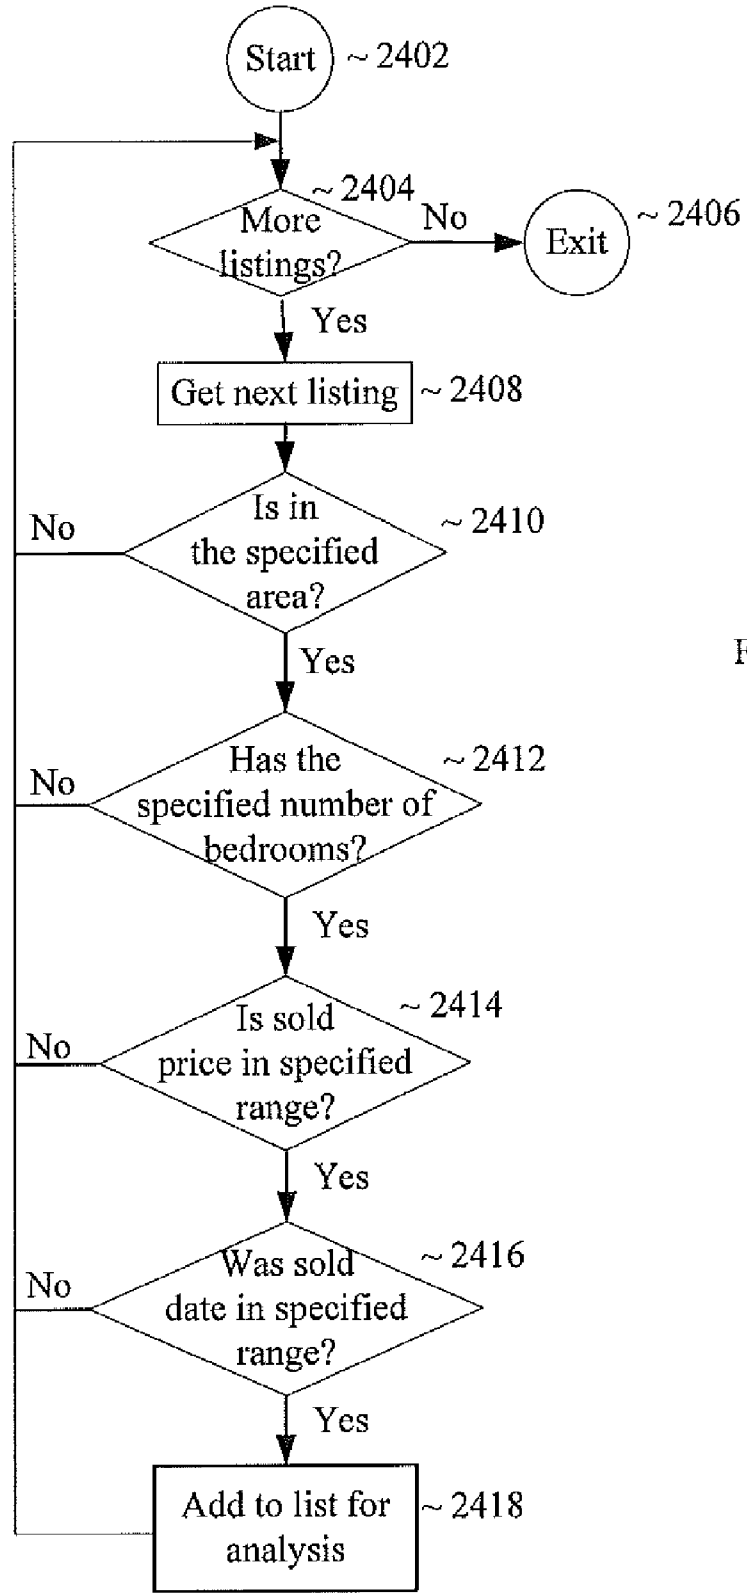 Start ~ 2402
~ 2404
More
listings?
No
Exit
~ 2406
Yes
Get next listing
~ 2408
No
Is in
the specified
area?
~ 2410
Yes
F
No
Has the
specified number of
bedrooms?
~ 2412
Yes
No
Is sold
price in specified
range?
~ 2414
Yes
No
Was sold
date in specified
range?
~ 2416
Yes
Add to list for
analysis
~ 2418